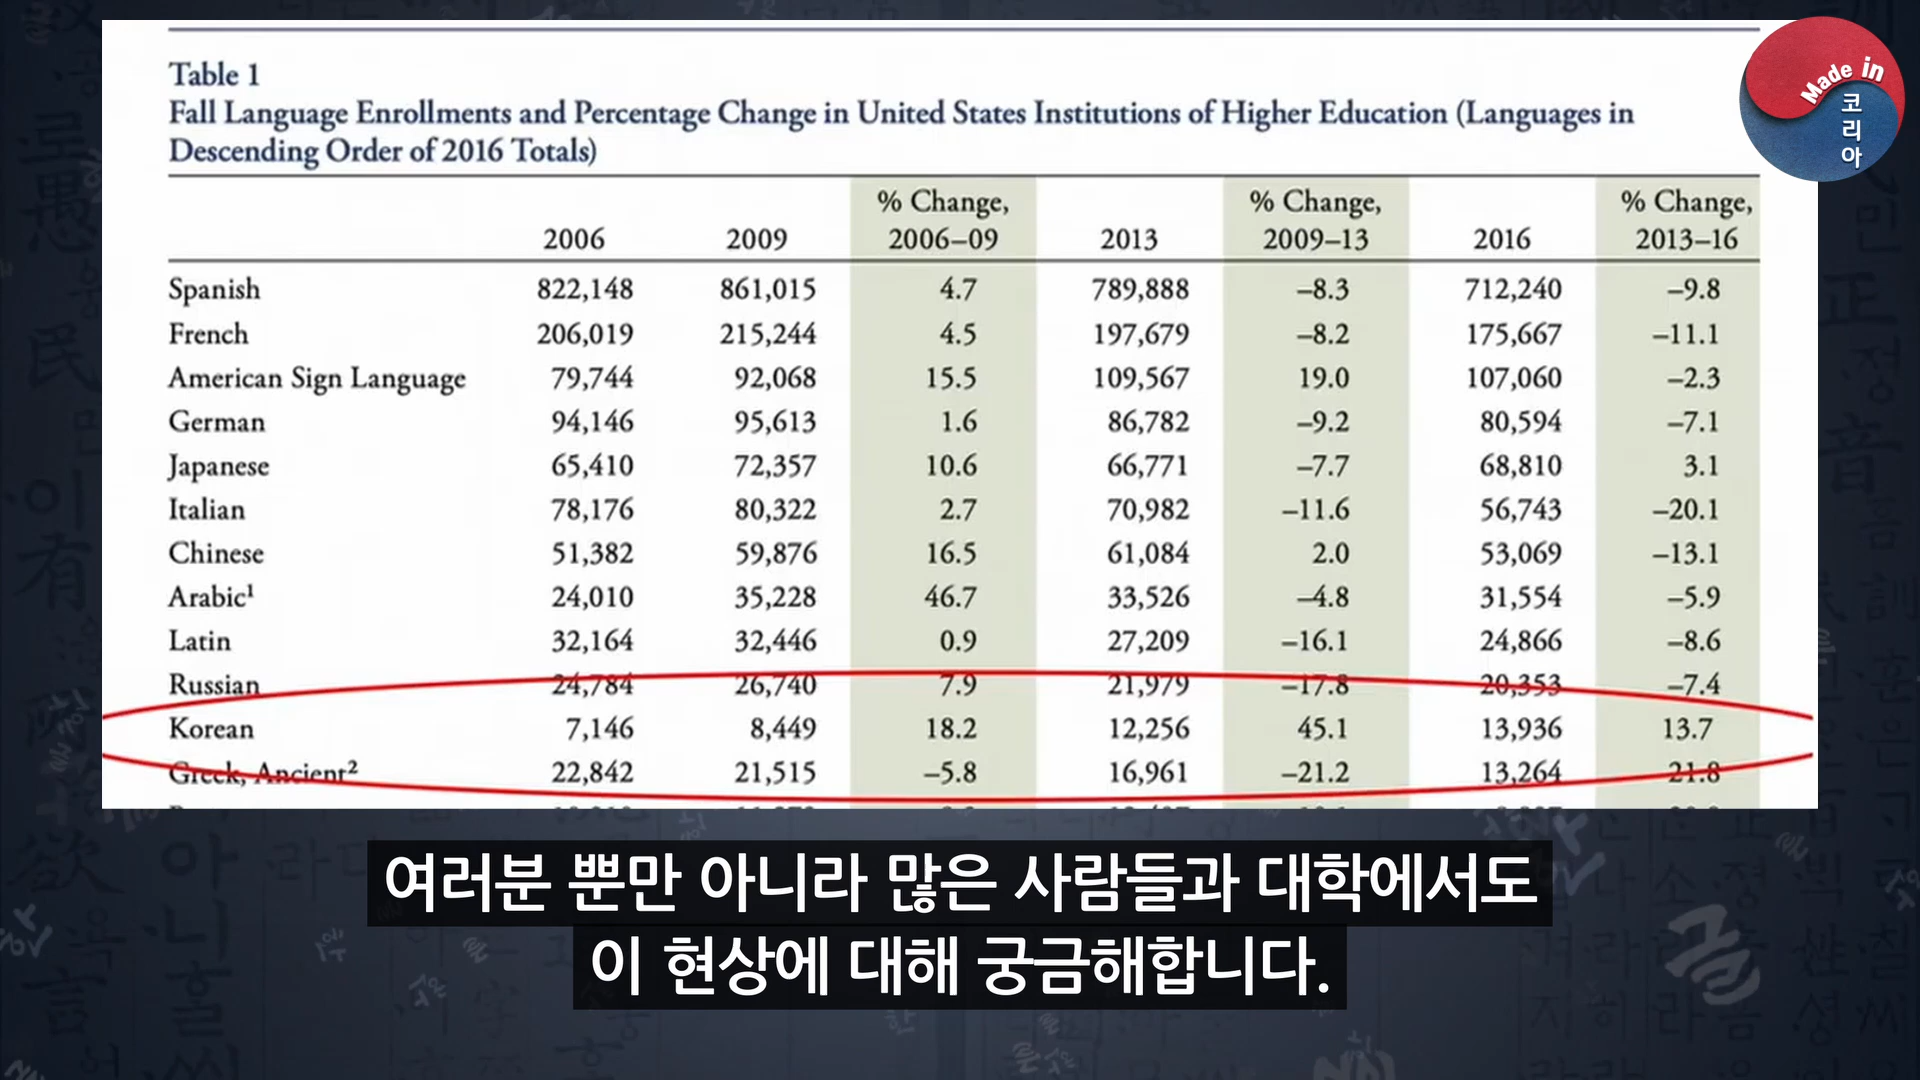 Table 1
Fall Language Enrollments and Percentage Change in United States Institutions of Higher Education (Languages in
Descending Order of 2016 Totals)
2006 2009 % Change, 2006–09 2013 % Change, 2009–13 2016 % Change, 2013–16
Spanish 822,148 861,015 4.7 789,888 –8.3 712,240 –9.8
French 206,019 215,244 4.5 197,679 –8.2 175,667 –11.1
American Sign Language 79,744 92,068 15.5 109,567 19.0 107,060 –2.3
German 94,146 95,613 1.6 86,782 –9.2 80,594 –7.1
Japanese 65,410 72,357 10.6 66,771 –7.7 68,810 3.1
Italian 78,176 80,322 2.7 70,982 –11.6 56,743 –20.1
Chinese 51,382 59,876 16.5 61,084 2.0 53,069 –13.1
Arabic¹ 24,010 35,228 46.7 33,526 –4.8 31,554 –5.9
Latin 32,164 32,446 0.9 27,209 –16.1 24,866 –8.6
Russian 24,784 26,740 7.9 21,979 –17.8 20,353 –7.4
Korean 7,146 8,449 18.2 12,256 45.1 13,936 13.7
Greek, Ancient² 22,842 21,515 –5.8 16,961 –21.2 13,264 21.8
Made in
코리아
여러분 뿐만 아니라 많은 사람들과 대학에서도
이 현상에 대해 궁금해합니다.